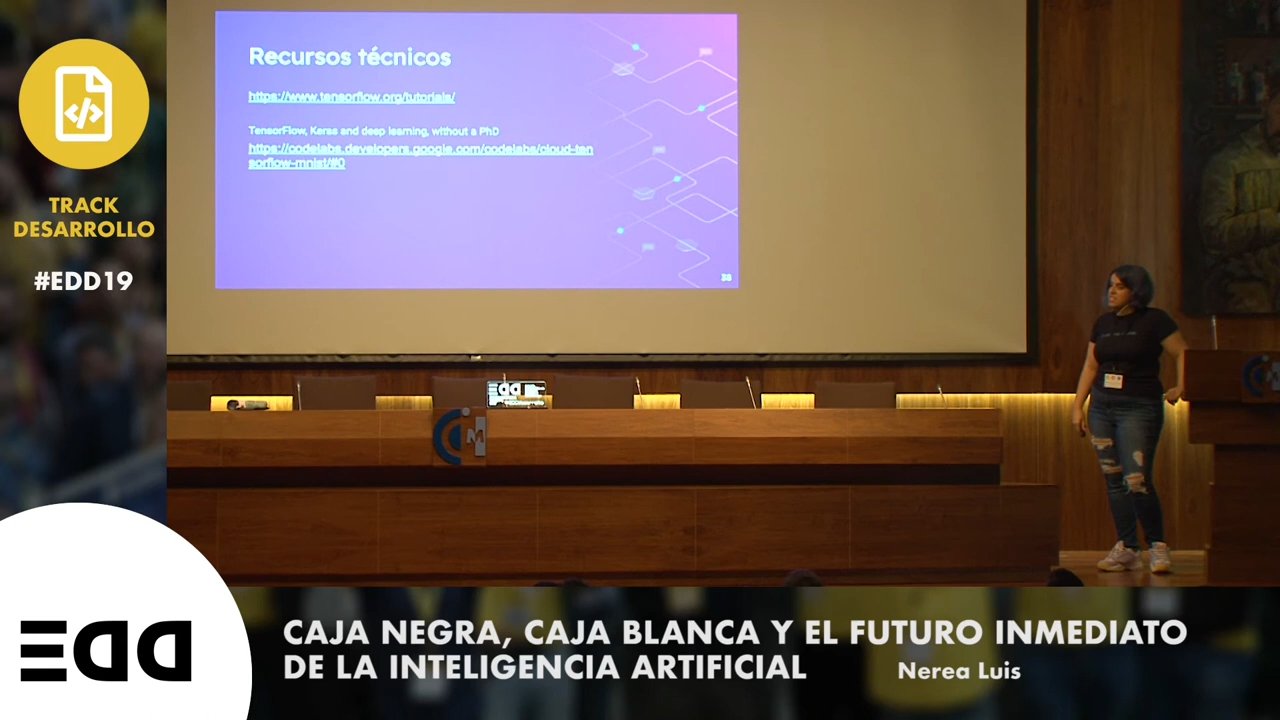 Recursos técnicos
https://www.tensorflow.org/tutorials/
TensorFlow, Keras and deep learning, without a PhD
https://codelabs.developers.google.com/codelabs/cloud-ten
sorflow-mnist/#0
TRACK
DESARROLLO
#EDD19
EDD
M
EDD
CAJA NEGRA, CAJA BLANCA Y EL FUTURO INMEDIATO
DE LA INTELIGENCIA ARTIFICIAL
Nerea Luis